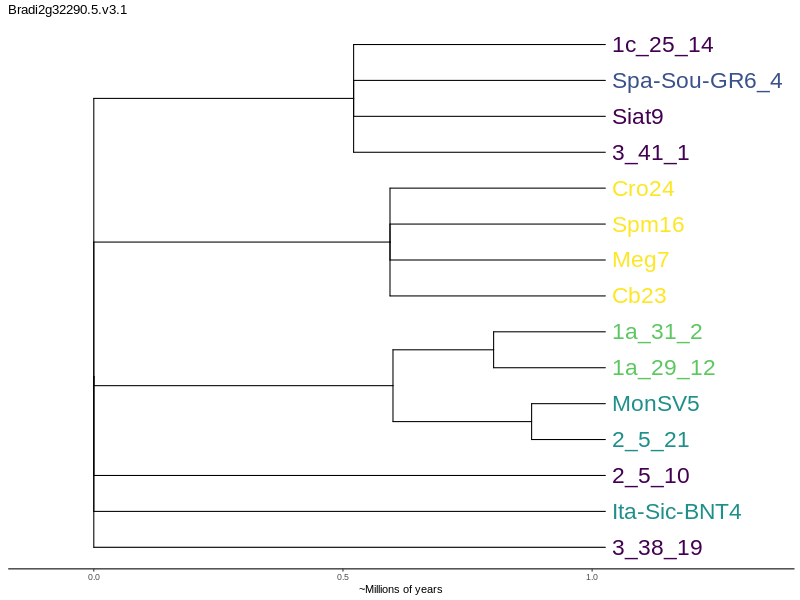 Bradi2g32290.5.v3.1
1c_25_14
Spa-Sou-GR6_4
Siat9
3_41_1
Cro24
Spm16
Meg7
Cb23
1a_31_2
1a_29_12
MonSV5
2_5_21
2_5_10
Ita-Sic-BNT4
3_38_19
0.0 0.5 1.0
~Millions of years